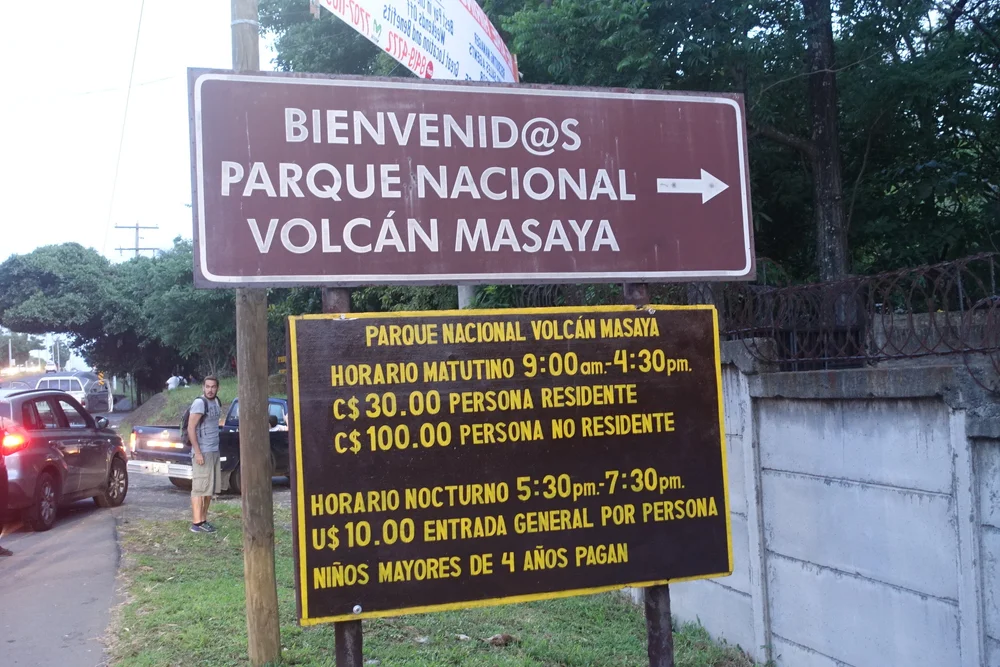 BIENVENID@S
PARQUE NACIONAL
VOLCÁN MASAYA
PARQUE NACIONAL VOLCÁN MASAYA
HORARIO MATUTINO 9:00am.-4:30pm.
C$ 30.00 PERSONA RESIDENTE
C$ 100.00 PERSONA NO RESIDENTE
HORARIO NOCTURNO 5:30pm.-7:30pm.
U$ 10.00 ENTRADA GENERAL POR PERSONA
NIÑOS MAYORES DE 4 AÑOS PAGAN